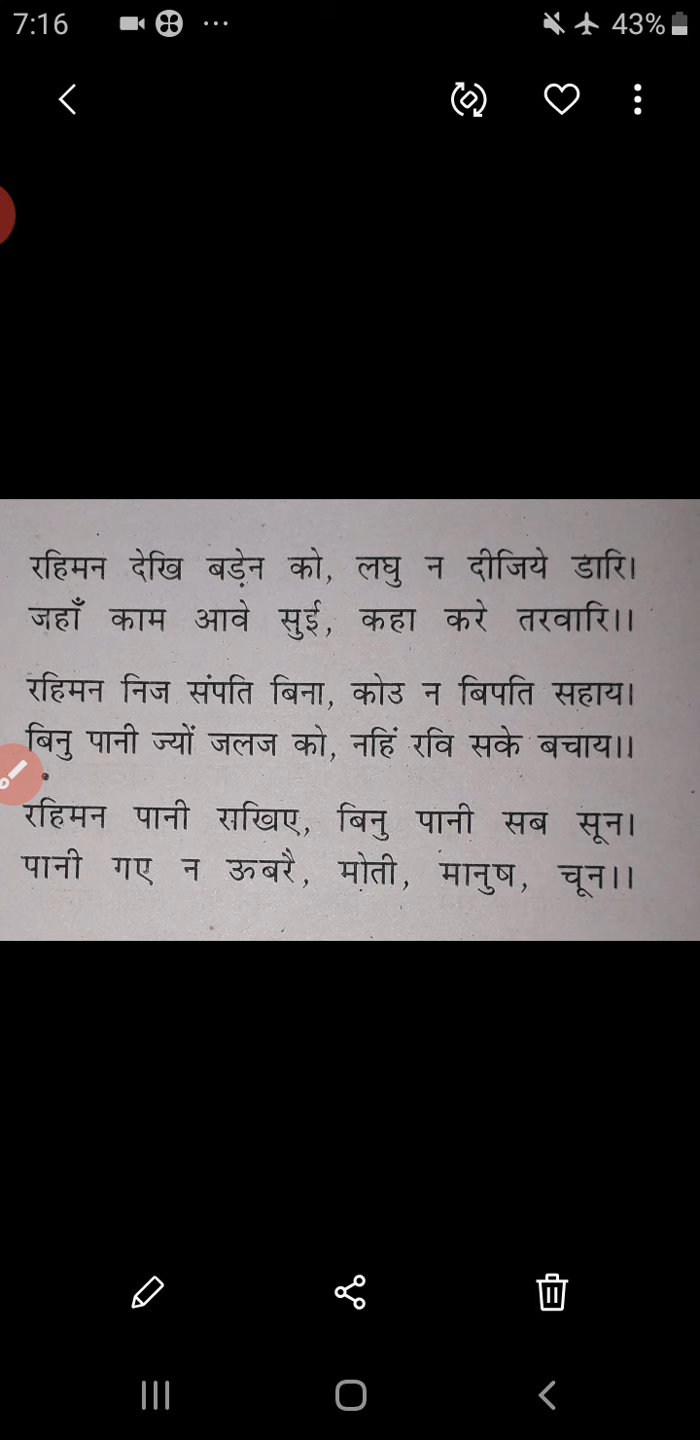 7:16 ... 43%
रहिमन देखि बड़ेन को, लघु न दीजिये डारि।
जहाँ काम आवे सुई, कहा करे तरवारि।।
रहिमन निज संपति बिना, कोउ न बिपति सहाय।
बिनु पानी ज्यों जलज को, नहिं रवि सके बचाय।।
रहिमन पानी राखिए, बिनु पानी सब सून।
पानी गए न ऊबरै, मोती, मानुष, चून।।